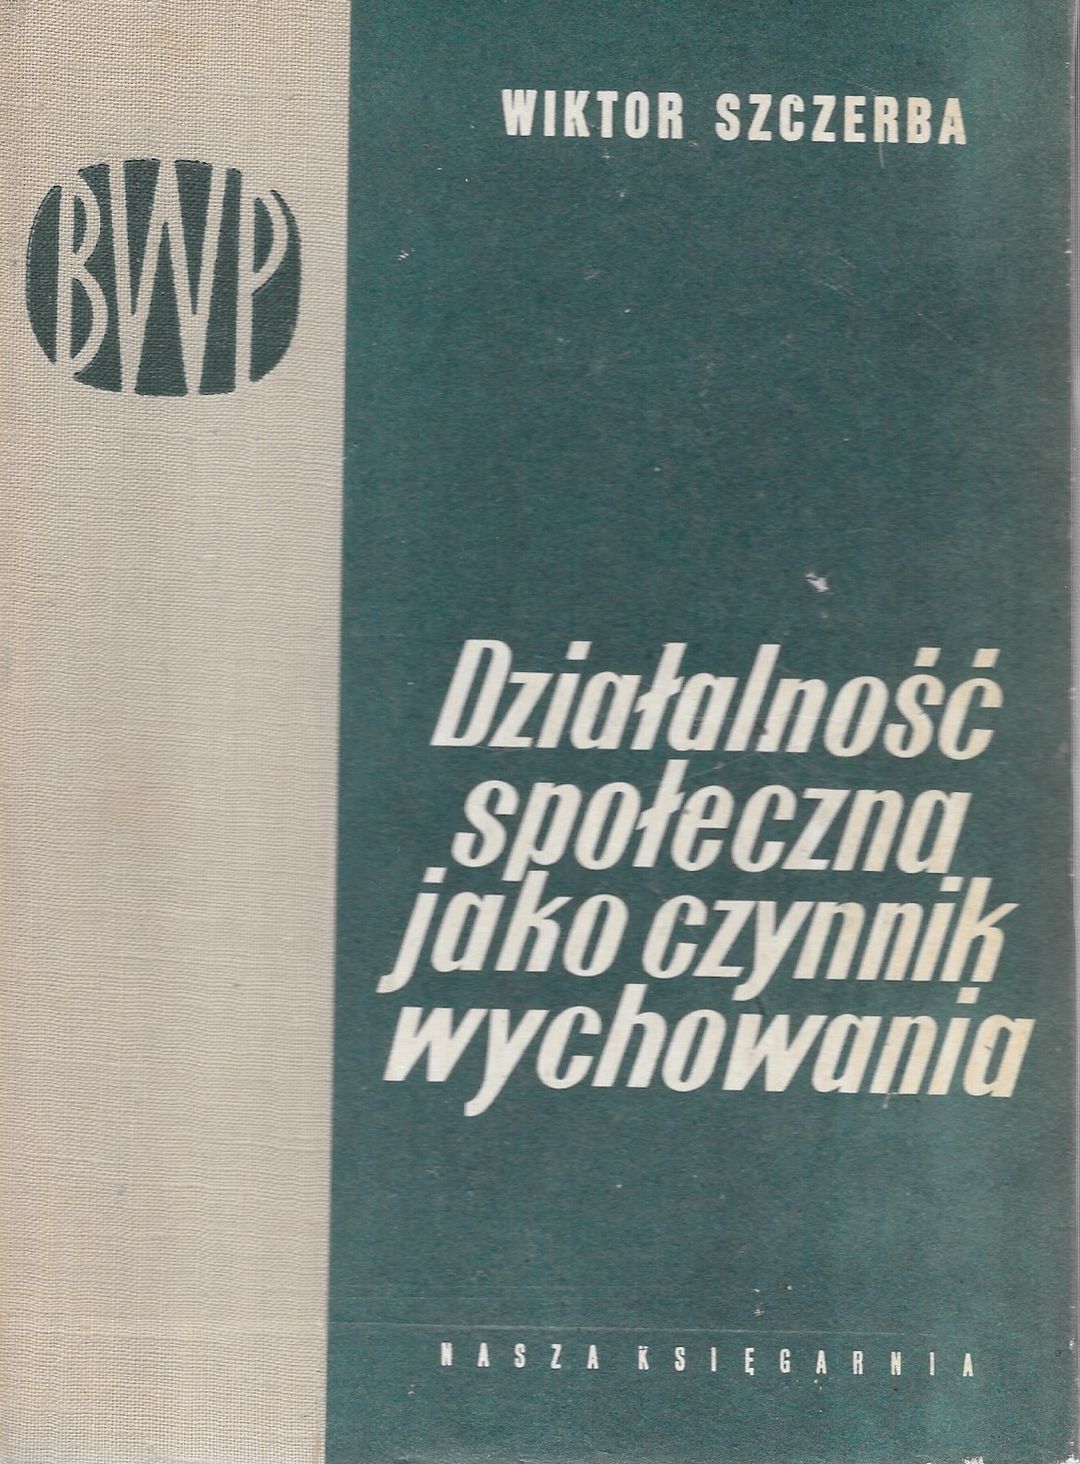 WIKTOR SZCZERBA
BWP
Działalność
społeczna
jako czynnik
wychowania
NASZA KSIĘGARNIA